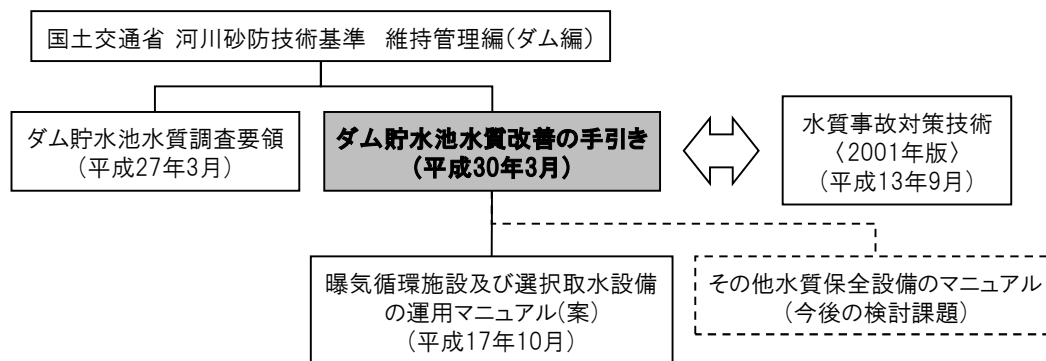 国土交通省 河川砂防技術基準 維持管理編(ダム編)
ダム貯水池水質調査要領
(平成27年3月)
ダム貯水池水質改善の手引き
(平成30年3月)
水質事故対策技術
〈2001年版〉
(平成13年9月)
曝気循環施設及び選択取水設備
の運用マニュアル(案)
(平成17年10月)
その他水質保全設備のマニュアル
(今後の検討課題)